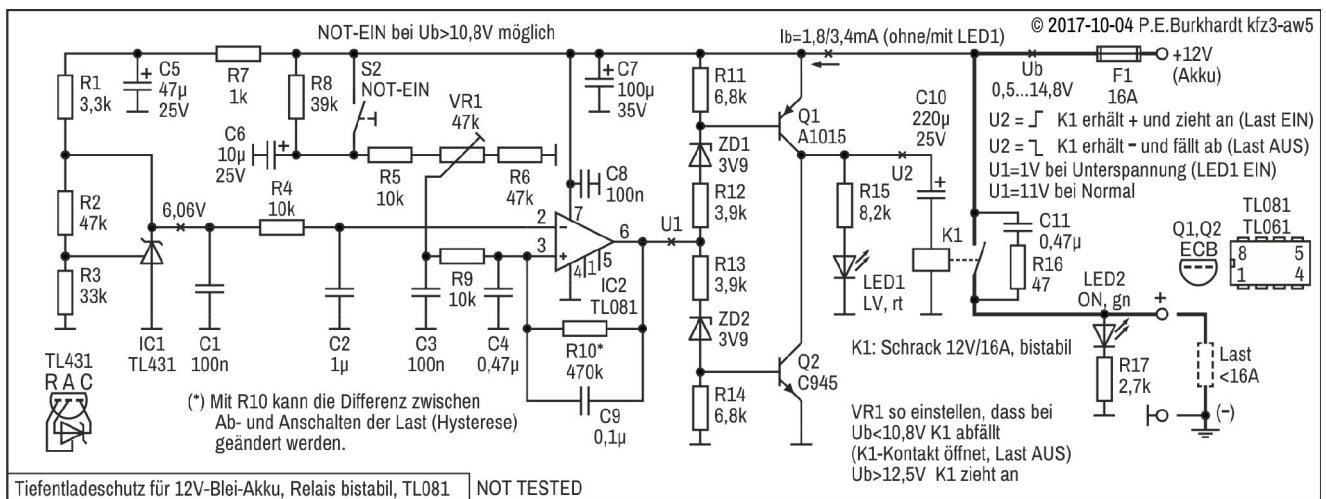 NOT-EIN bei Ub>10,8V möglich
© 2017-10-04 P.E.Burkhardt kfz3-aw5
Ib=1,8/3,4mA (ohne/mit LED1)
Ub
0,5...14,8V
F1
16A
+12V
(Akku)
R1
3,3k
C5
47µ
25V
+
R7
1k
R8
39k
S2
NOT-EIN
VR1
47k
C7
100µ
35V
+
R11
6,8k
Q1
A1015
C10
220µ
25V
+
U2 = K1 erhält + und zieht an (Last EIN)
U2 = K1 erhält - und fällt ab (Last AUS)
U1=1V bei Unterspannung (LED1 EIN)
U1=11V bei Normal
C6
10µ
25V
+
R5
10k
R6
47k
C8
100n
ZD1
3V9
R12
3,9k
U2
R15
8,2k
R2
47k
6,06V
R4
10k
2
-
7
3
+
6
4
1
5
U1
IC2
TL081
R9
10k
K1
C11
0,47µ
R16
47
Q1,Q2
ECB
TL081
TL061
8
5
1
4
R3
33k
R13
3,9k
LED1
LV, rt
LED2
ON, gn
+
IC1
TL431
C1
100n
C2
1µ
C3
100n
C4
0,47µ
R10*
470k
C9
0,1µ
ZD2
3V9
Q2
C945
R14
6,8k
K1: Schrack 12V/16A, bistabil
R17
2,7k
Last
<16A
(-)
TL431
R A C
(*) Mit R10 kann die Differenz zwischen
Ab- und Anschalten der Last (Hysterese)
geändert werden.
VR1 so einstellen, dass bei
Ub<10,8V K1 abfällt
(K1-Kontakt öffnet, Last AUS)
Ub>12,5V K1 zieht an
Tiefentladeschutz für 12V-Blei-Akku, Relais bistabil, TL081
NOT TESTED